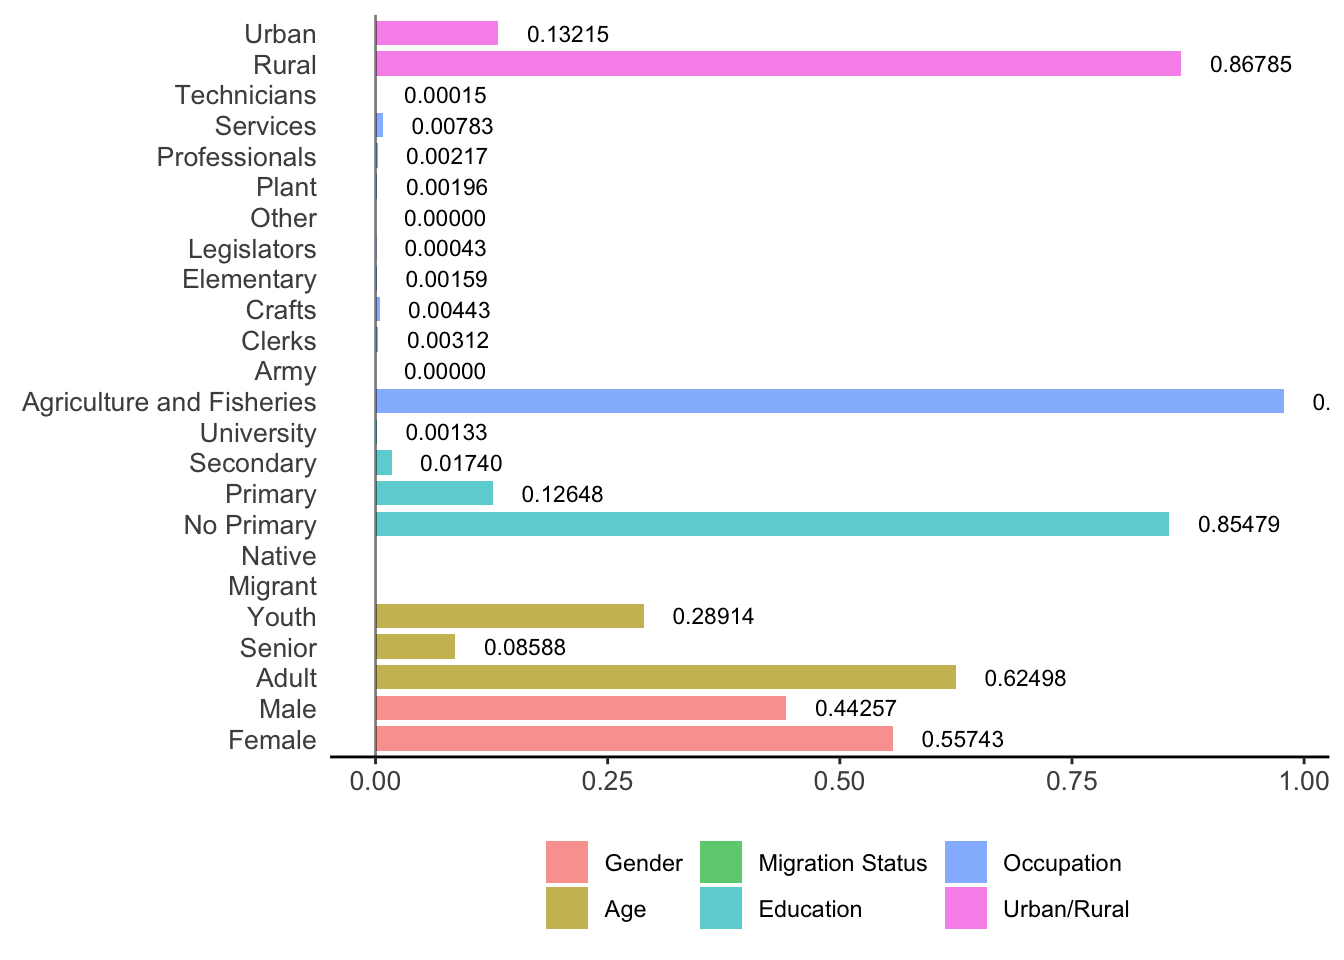 Urban 0.13215
Rural 0.86785
Technicians 0.00015
Services 0.00783
Professionals 0.00217
Plant 0.00196
Other 0.00000
Legislators 0.00043
Elementary 0.00159
Crafts 0.00443
Clerks 0.00312
Army 0.00000
Agriculture and Fisheries 0.
University 0.00133
Secondary 0.01740
Primary 0.12648
No Primary 0.85479
Native
Migrant
Youth 0.28914
Senior 0.08588
Adult 0.62498
Male 0.44257
Female 0.55743
0.00 0.25 0.50 0.75 1.00
Gender Migration Status Occupation
Age Education Urban/Rural